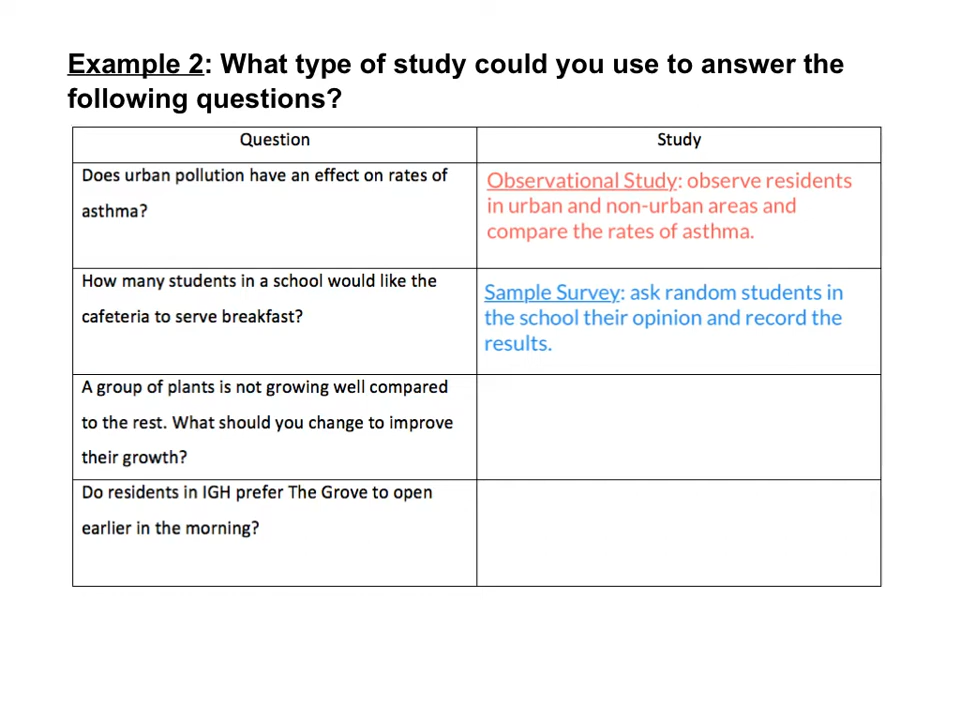 Example 2: What type of study could you use to answer the
following questions?
Question
Study
Does urban pollution have an effect on rates of
asthma?
Observational Study: observe residents
in urban and non-urban areas and
compare the rates of asthma.
How many students in a school would like the
cafeteria to serve breakfast?
Sample Survey: ask random students in
the school their opinion and record the
results.
A group of plants is not growing well compared
to the rest. What should you change to improve
their growth?
Do residents in IGH prefer The Grove to open
earlier in the morning?